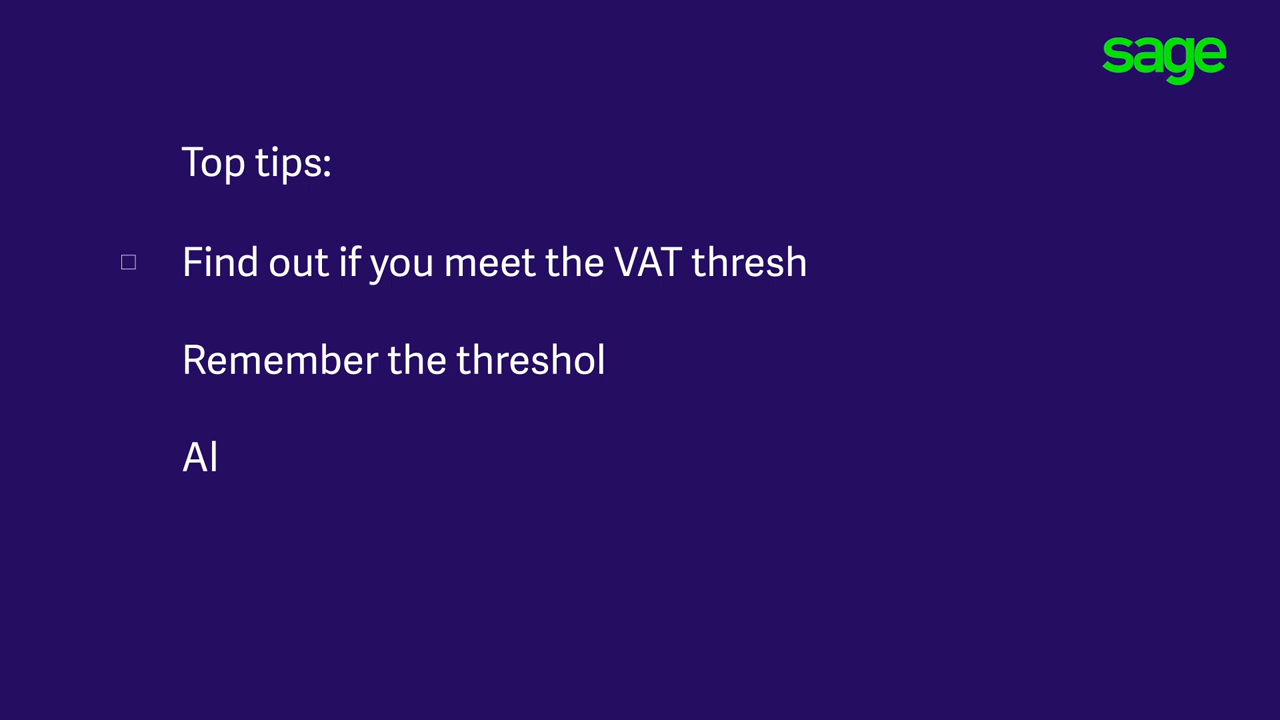 sage
Top tips:
Find out if you meet the VAT thresh
Remember the threshol
Al